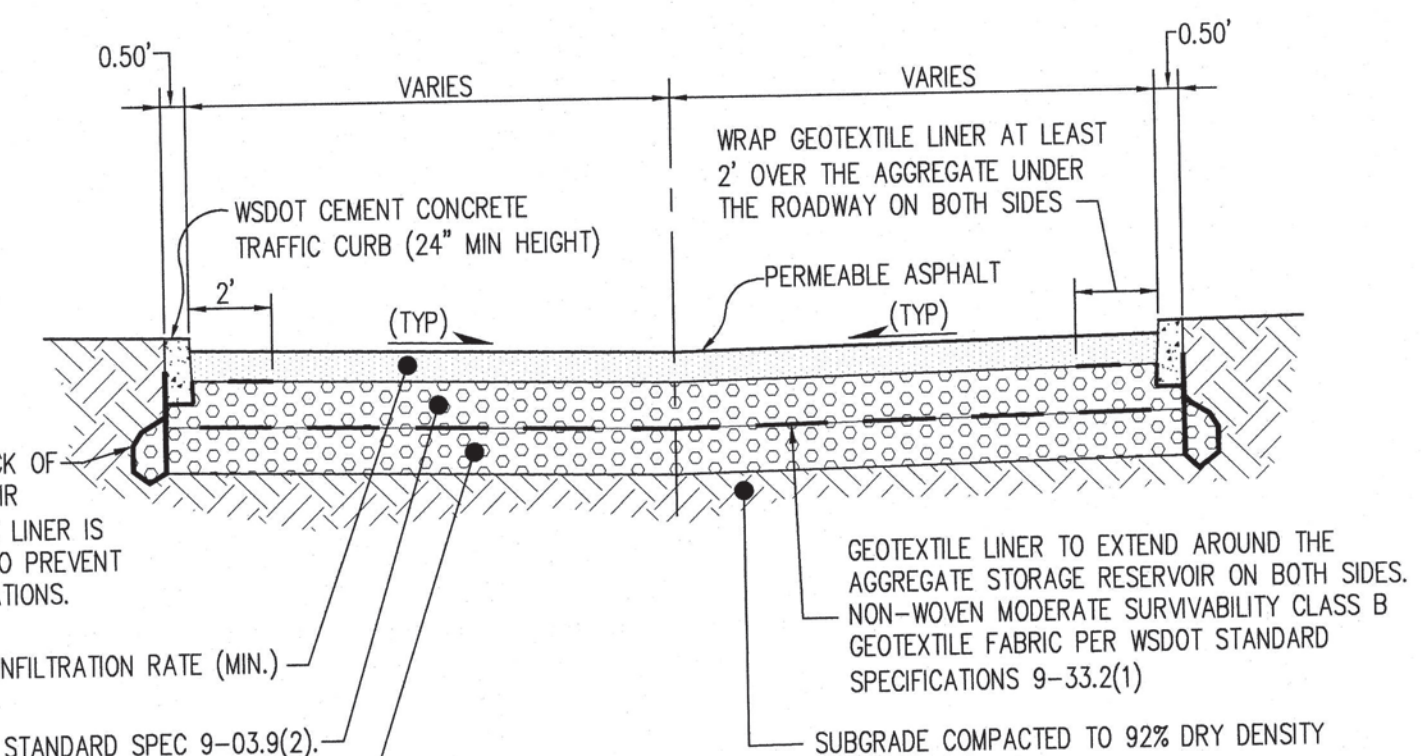 0.50'
0.50'
VARIES
VARIES
WRAP GEOTEXTILE LINER AT LEAST
2' OVER THE AGGREGATE UNDER
THE ROADWAY ON BOTH SIDES
WSDOT CEMENT CONCRETE
TRAFFIC CURB (24" MIN HEIGHT)
PERMEABLE ASPHALT
2'
(TYP)
(TYP)
CK OF
IR
LINER IS
O PREVENT
ATIONS.
GEOTEXTILE LINER TO EXTEND AROUND THE
AGGREGATE STORAGE RESERVOIR ON BOTH SIDES.
NON-WOVEN MODERATE SURVIVABILITY CLASS B
GEOTEXTILE FABRIC PER WSDOT STANDARD
SPECIFICATIONS 9-33.2(1)
NFILTRATION RATE (MIN.)
STANDARD SPEC 9-03.9(2).
SUBGRADE COMPACTED TO 92% DRY DENSITY